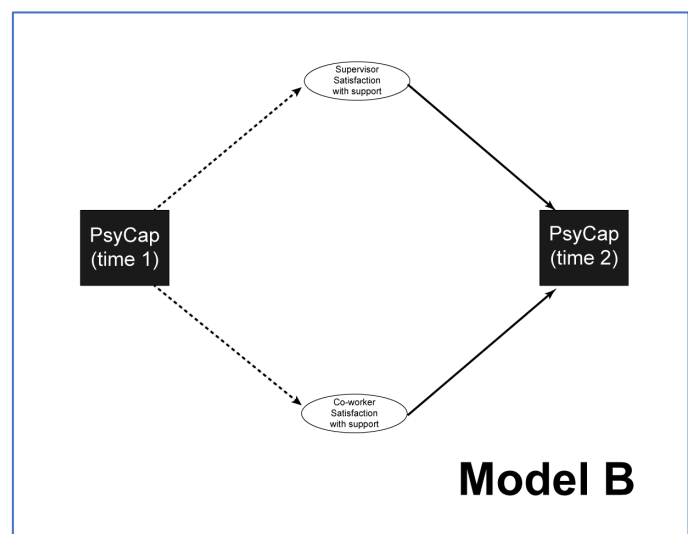 Supervisor
Satisfaction
with support
PsyCap
(time 1)
PsyCap
(time 2)
Co-worker
Satisfaction
with support
Model B